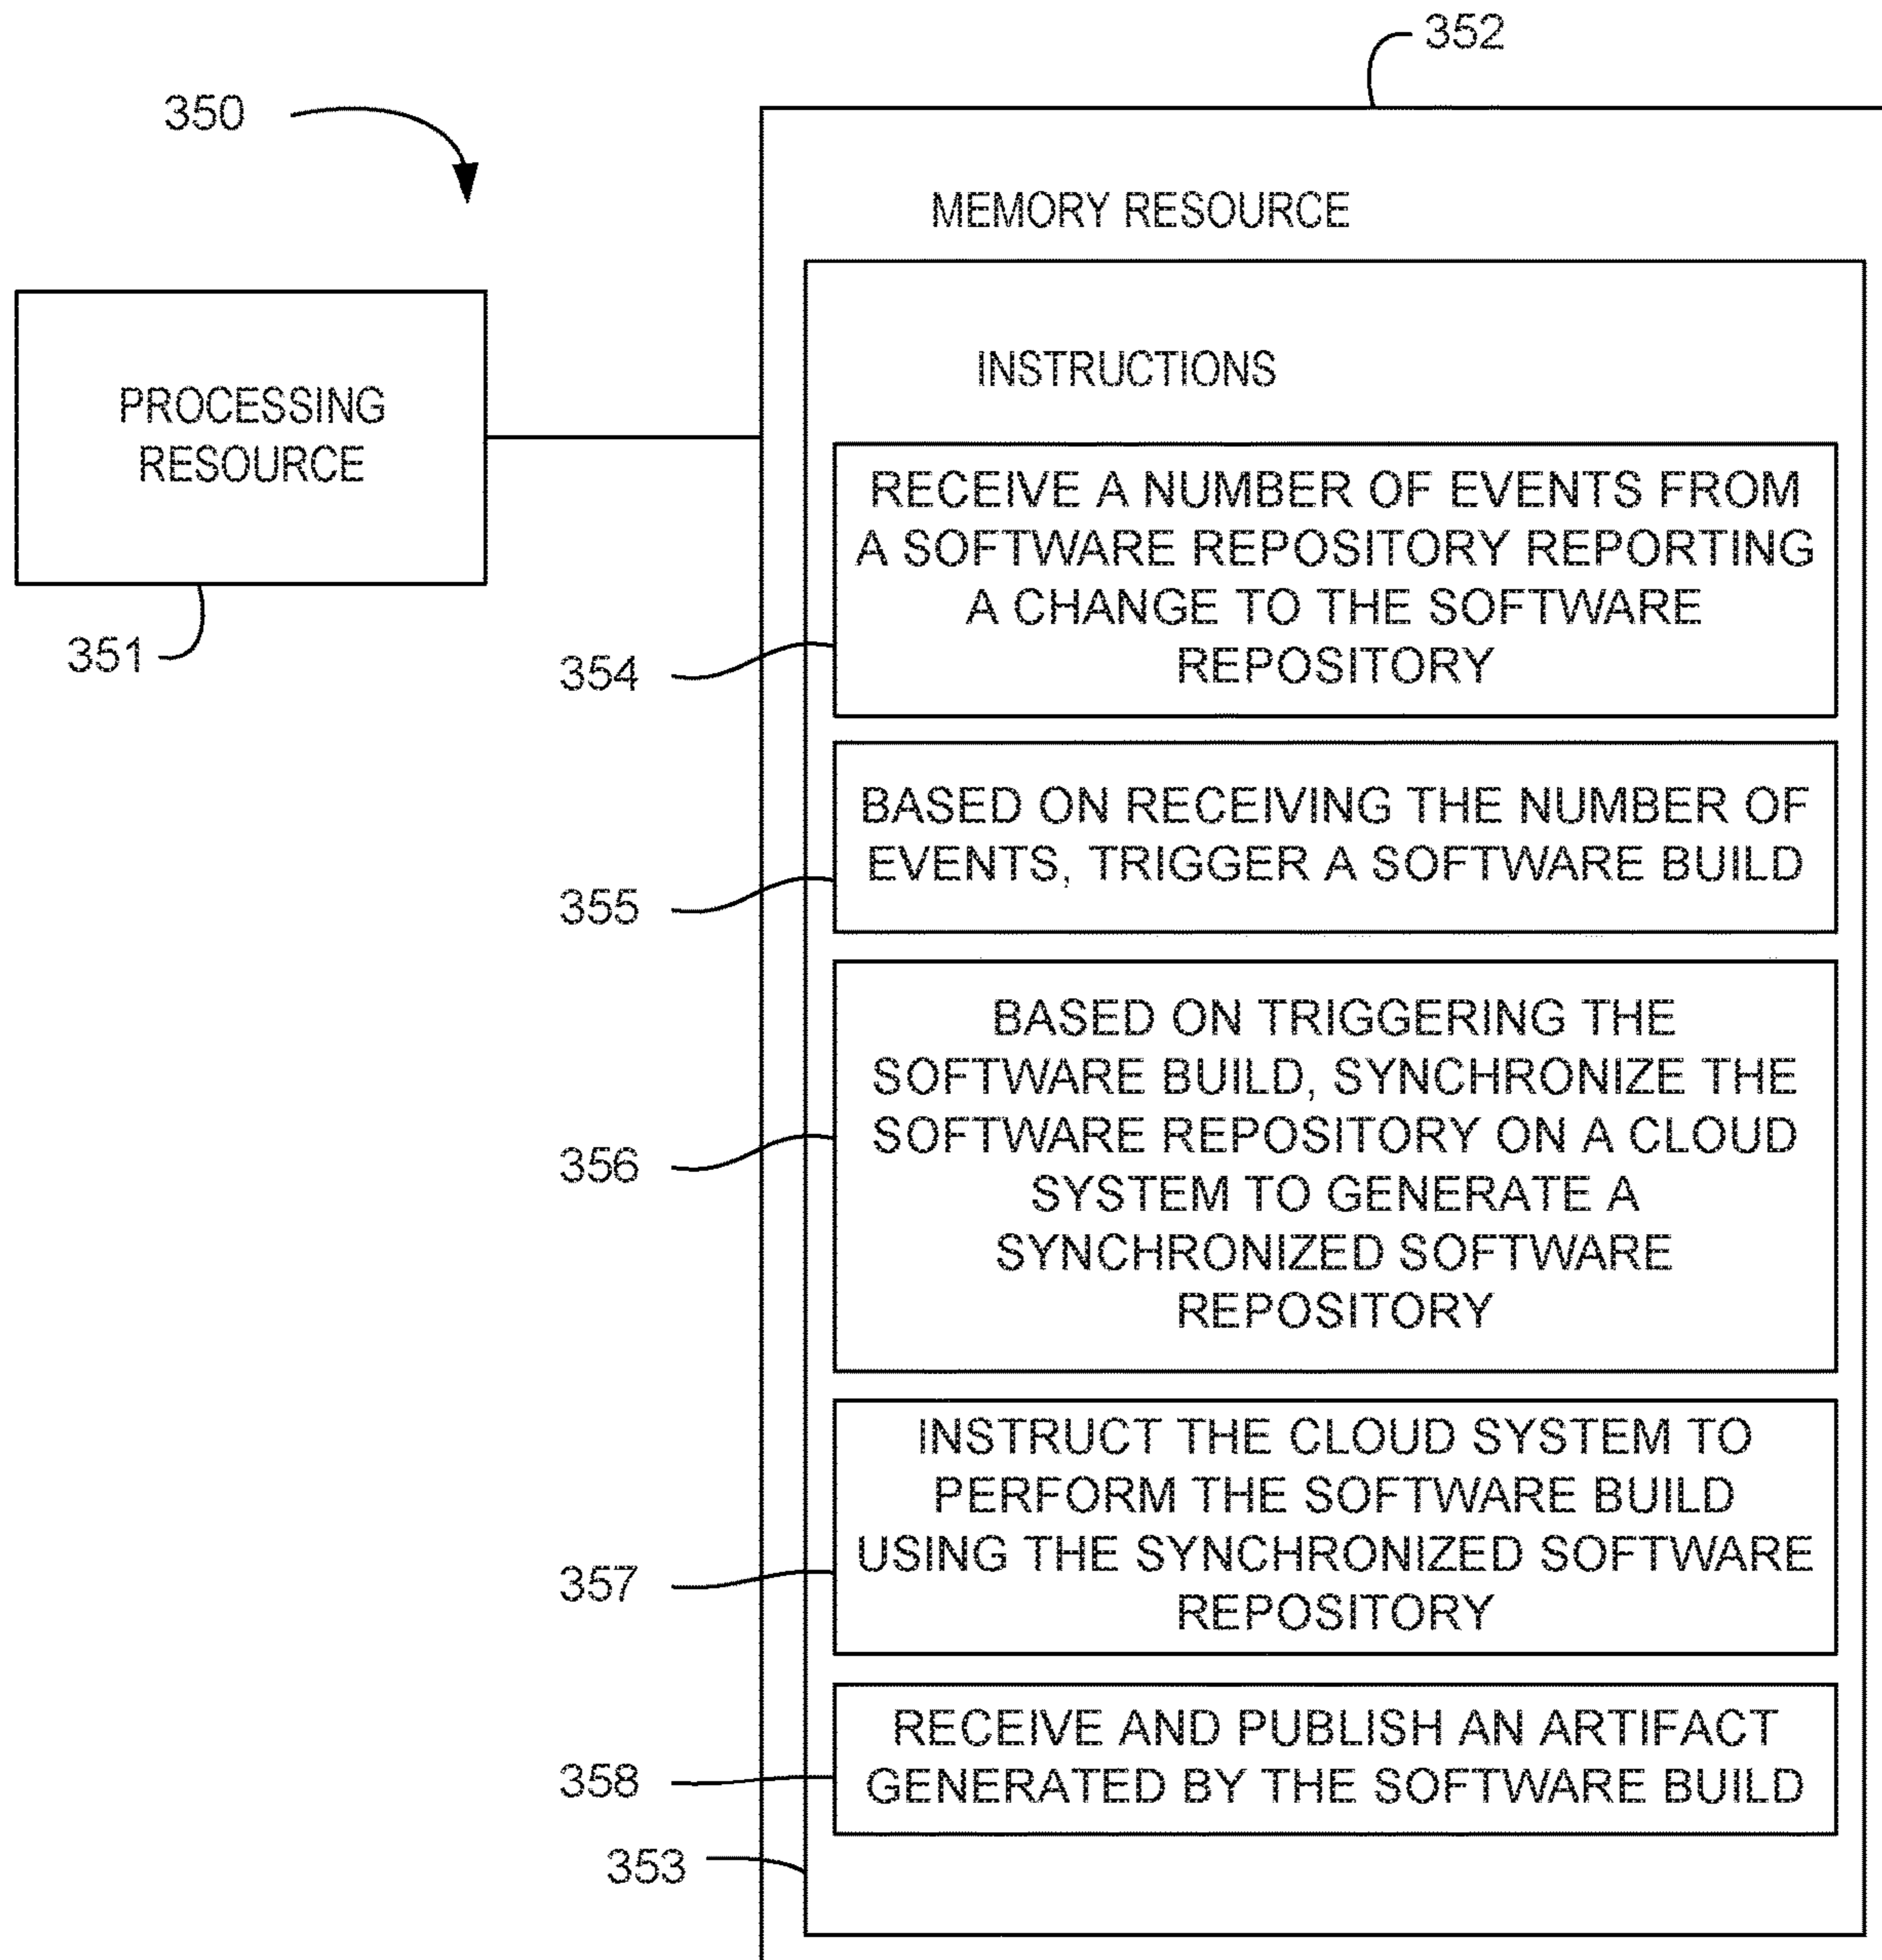 352
350
MEMORY RESOURCE
INSTRUCTIONS
PROCESSING
RESOURCE
351
RECEIVE A NUMBER OF EVENTS FROM
A SOFTWARE REPOSITORY REPORTING
A CHANGE TO THE SOFTWARE
REPOSITORY
354
BASED ON RECEIVING THE NUMBER OF
EVENTS, TRIGGER A SOFTWARE BUILD
355
BASED ON TRIGGERING THE
SOFTWARE BUILD, SYNCHRONIZE THE
SOFTWARE REPOSITORY ON A CLOUD
SYSTEM TO GENERATE A
SYNCHRONIZED SOFTWARE
REPOSITORY
356
INSTRUCT THE CLOUD SYSTEM TO
PERFORM THE SOFTWARE BUILD
USING THE SYNCHRONIZED SOFTWARE
REPOSITORY
357
RECEIVE AND PUBLISH AN ARTIFACT
GENERATED BY THE SOFTWARE BUILD
358
353